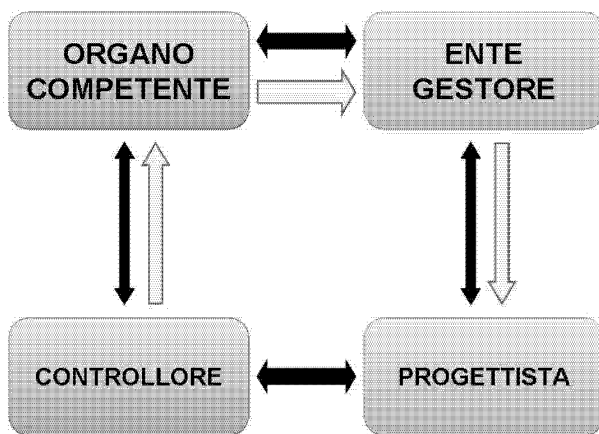 ORGANO
COMPETENTE
ENTE
GESTORE
CONTROLLORE
PROGETTISTA